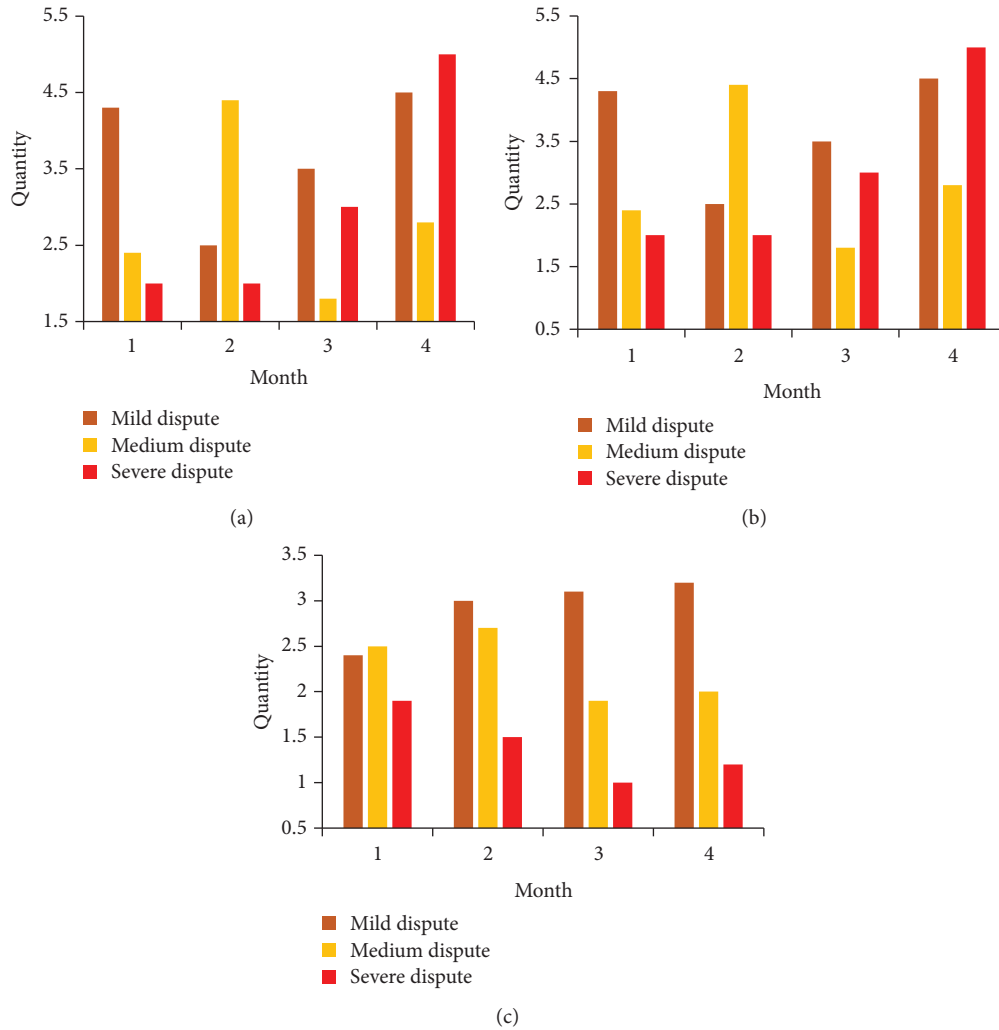 5.5
4.5
3.5
2.5
1.5
Quantity
1 2 3 4
Month
Mild dispute
Medium dispute
Severe dispute
(a)
5.5
4.5
3.5
2.5
1.5
0.5
Quantity
1 2 3 4
Month
Mild dispute
Medium dispute
Severe dispute
(b)
3.5
3
2.5
2
1.5
1
0.5
Quantity
1 2 3 4
Month
Mild dispute
Medium dispute
Severe dispute
(c)